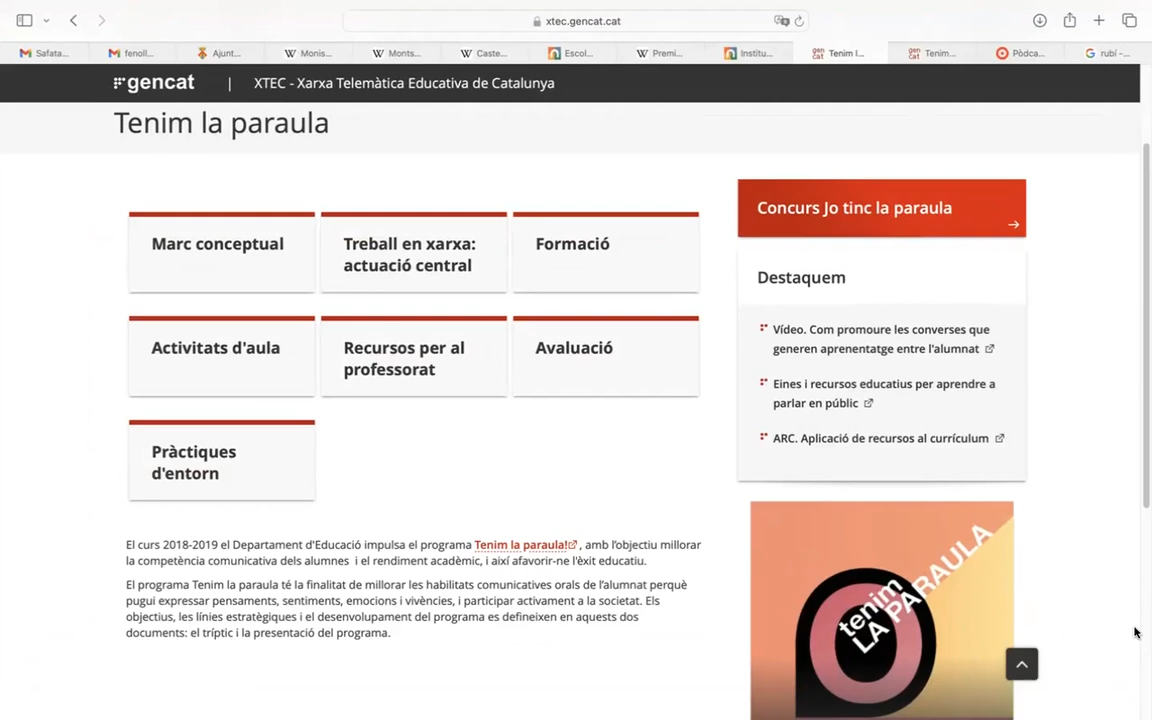 xtec.gencat.cat
Safata...
fenoll...
Ajunt...
Monis...
Monts...
Caste...
Escol...
Premi...
Institu...
Tenim l...
Tenim...
Pòdca...
rubí -...
gencat | XTEC - Xarxa Telemàtica Educativa de Catalunya
Tenim la paraula
Marc conceptual
Treball en xarxa:
actuació central
Formació
Activitats d'aula
Recursos per al
professorat
Avaluació
Pràctiques
d'entorn
El curs 2018-2019 el Departament d'Educació impulsa el programa Tenim la paraula!, amb l'objectiu millorar
la competència comunicativa dels alumnes i el rendiment acadèmic, i així afavorir-ne l'èxit educatiu.
El programa Tenim la paraula té la finalitat de millorar les habilitats comunicatives orals de l'alumnat perquè
pugui expressar pensaments, sentiments, emocions i vivències, i participar activament a la societat. Els
objectius, les línies estratègiques i el desenvolupament del programa es defineixen en aquests dos
documents: el tríptic i la presentació del programa.
Concurs Jo tinc la paraula
Destaquem
Vídeo. Com promoure les converses que
generen aprenentatge entre l'alumnat
Eines i recursos educatius per aprendre a
parlar en públic
ARC. Aplicació de recursos al currículum
tenim
LA PARAULA